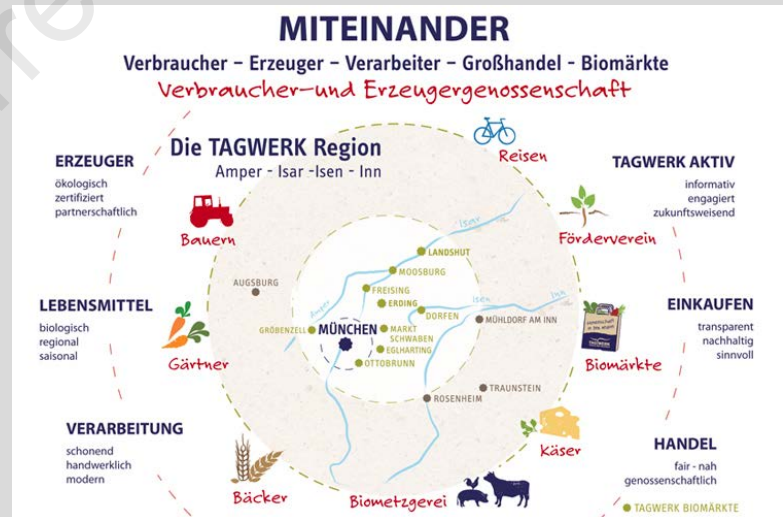 MITEINANDER
Verbraucher – Erzeuger – Verarbeiter – Großhandel - Biomärkte
Verbraucher-und Erzeugergenossenschaft
Die TAGWERK Region
Amper - Isar -Isen - Inn
Reisen
ERZEUGER
ökologisch
zertifiziert
partnerschaftlich
TAGWERK AKTIV
informativ
engagiert
zukunftsweisend
Bauern
Förderverein
Isar
LANDSHUT
MOOSBURG
AUGSBURG
FREISING
ERDING
Amper
Isen
Inn
DORFEN
MÜHLDORF AM INN
GRÖBENZELL
MÜNCHEN
MARKT
SCHWABEN
EGLHARTING
OTTOBRUNN
LEBENSMITTEL
biologisch
regional
saisonal
EINKAUFEN
transparent
nachhaltig
sinnvoll
Gärtner
TAGWERK
Biomärkte
TRAUNSTEIN
ROSENHEIM
VERARBEITUNG
schonend
handwerklich
modern
Käser
HANDEL
fair - nah
genossenschaftlich
Bäcker
Biometzgerei
TAGWERK BIOMÄRKTE